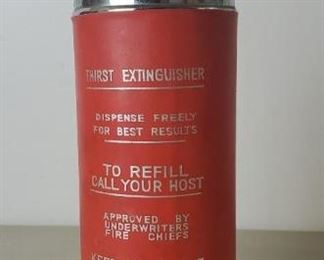 THIRST EXTINGUISHER
DISPENSE FREELY
FOR BEST RESULTS
TO REFILL
CALL YOUR HOST
APPROVED BY
UNDERWRITERS
FIRE CHIEFS